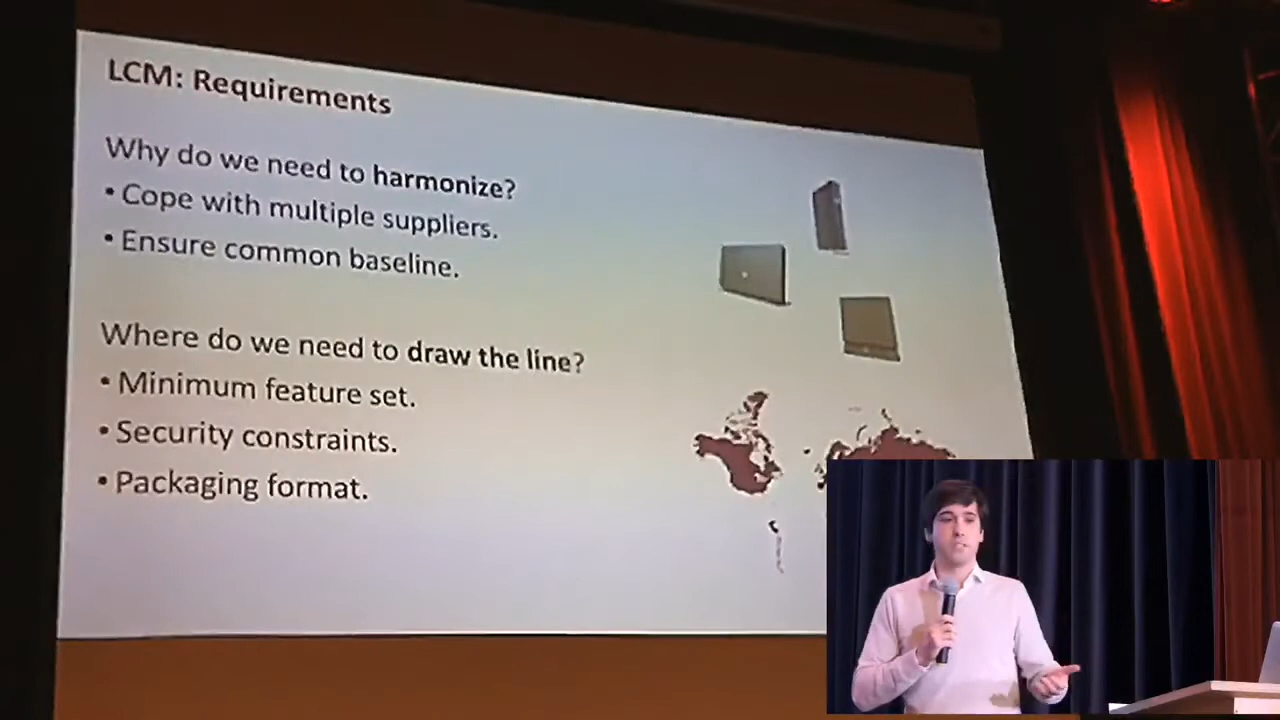 LCM: Requirements
Why do we need to harmonize?
• Cope with multiple suppliers.
• Ensure common baseline.
Where do we need to draw the line?
• Minimum feature set.
• Security constraints.
• Packaging format.